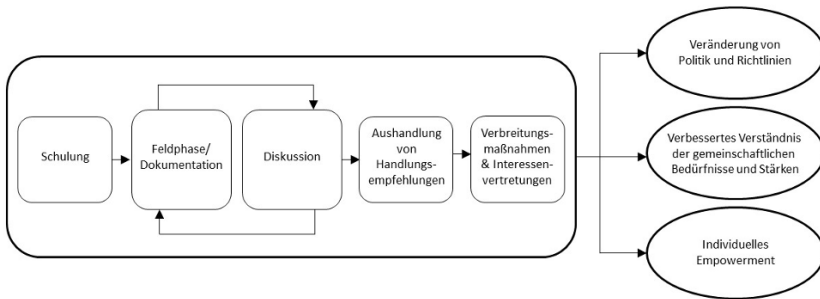 Schulung
Feldphase/
Dokumentation
Diskussion
Aushandlung
von
Handlungs-
empfehlungen
Verbreitungs-
maßnahmen
& Interessen-
vertretungen
Veränderung von
Politik und Richtlinien
Verbessertes Verständnis
der gemeinschaftlichen
Bedürfnisse und Stärken
Individuelles
Empowerment